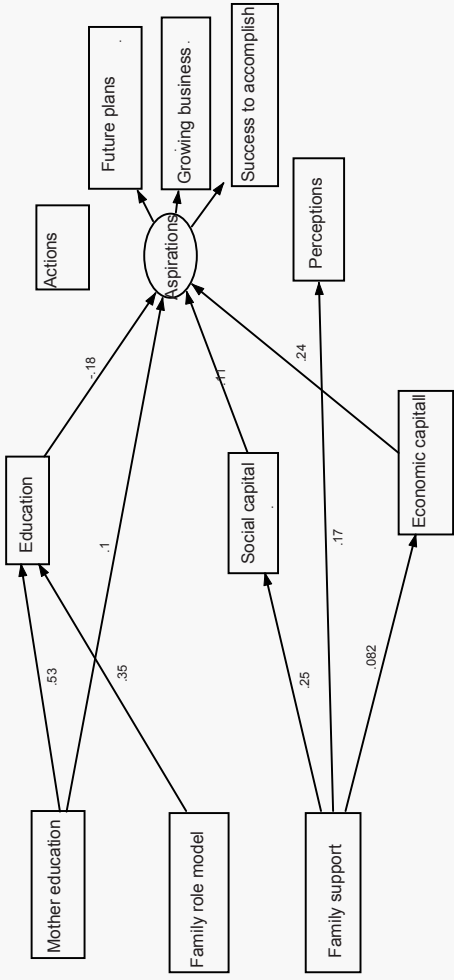 Mother education
Family role model
Family support
.53
.1
.35
.25
.17
.082
Education
Social capital
Economic capitall
-.18
.11
.24
Aspirations
Actions
Future plans
Growing business
Success to accomplish
Perceptions